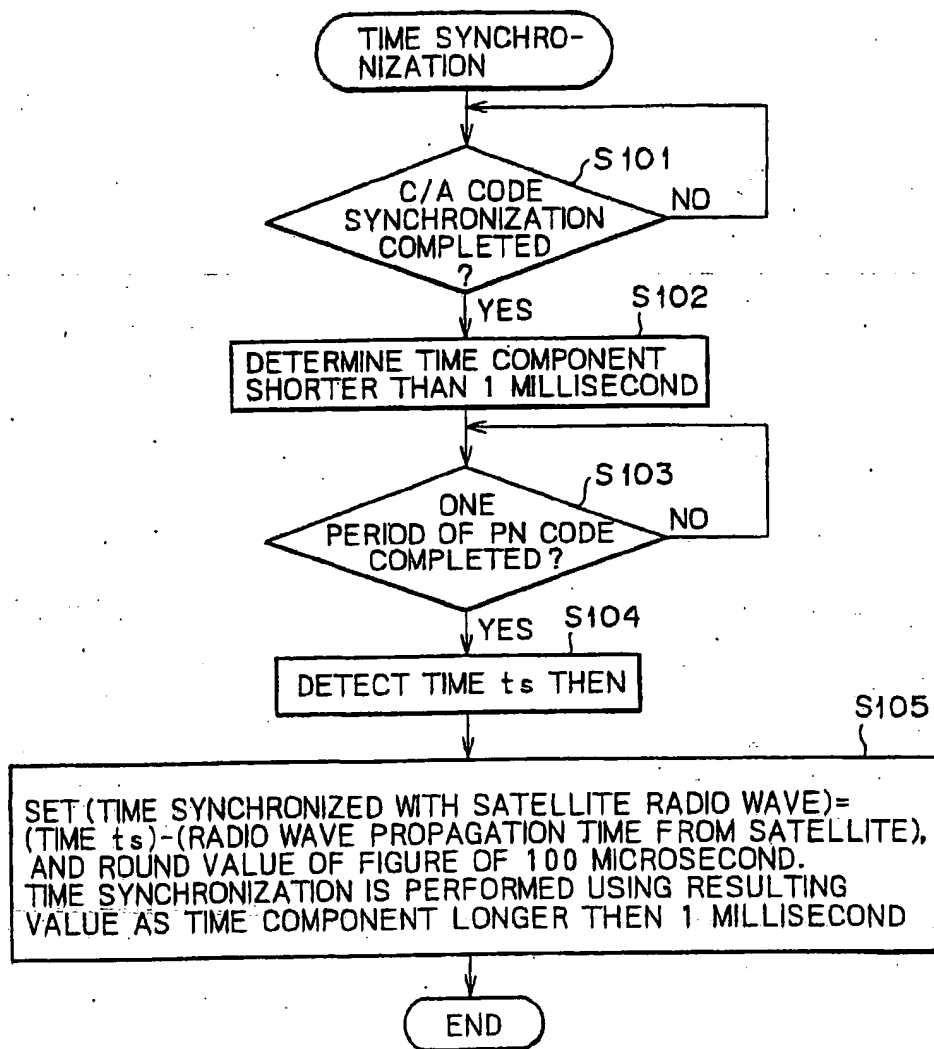 TIME SYNCHRO-
NIZATION
S101
C/A CODE
SYNCHRONIZATION
COMPLETED
?
NO
YES
S102
DETERMINE TIME COMPONENT
SHORTER THAN 1 MILLISECOND
S103
ONE
PERIOD OF PN CODE
COMPLETED?
NO
YES
S104
DETECT TIME ts THEN
S105
SET (TIME SYNCHRONIZED WITH SATELLITE RADIO WAVE)=
(TIME ts)-(RADIO WAVE PROPAGATION TIME FROM SATELLITE),
AND ROUND VALUE OF FIGURE OF 100 MICROSECOND.
TIME SYNCHRONIZATION IS PERFORMED USING RESULTING
VALUE AS TIME COMPONENT LONGER THEN 1 MILLISECOND
END